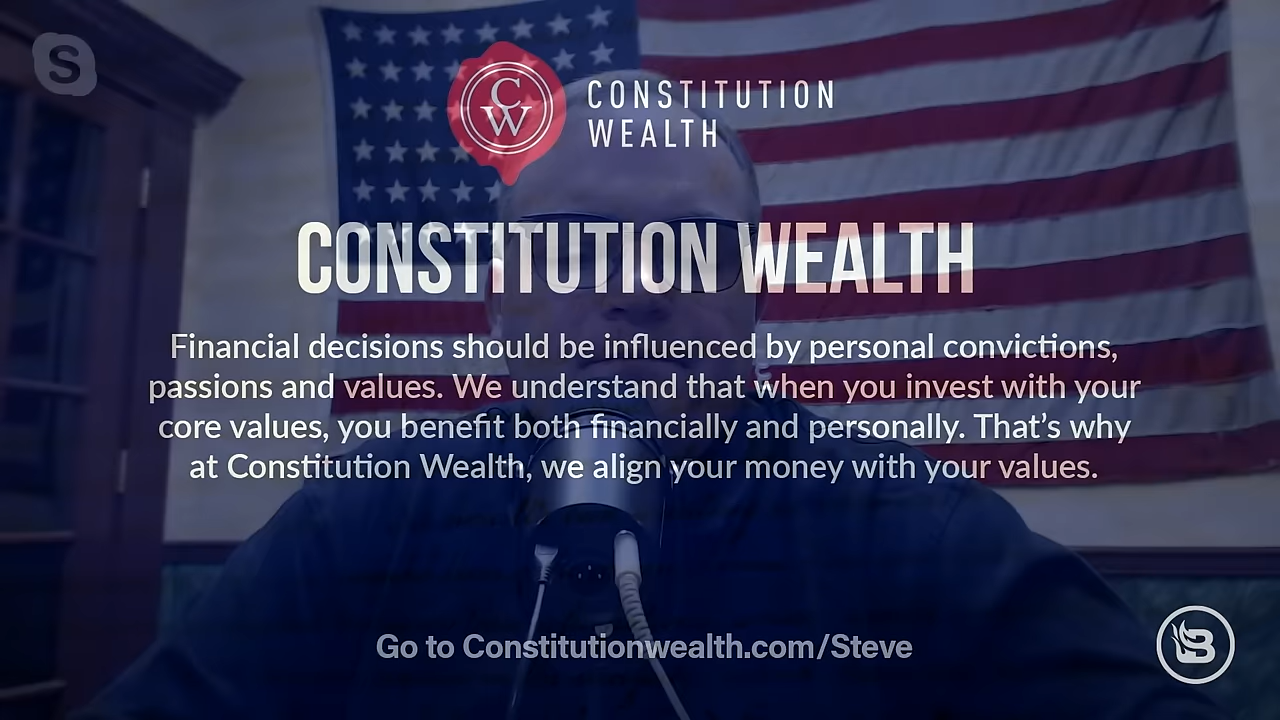 S
CW
CONSTITUTION
WEALTH
CONSTITUTION WEALTH
Financial decisions should be influenced by personal convictions,
passions and values. We understand that when you invest with your
core values, you benefit both financially and personally. That’s why
at Constitution Wealth, we align your money with your values.
Go to Constitutionwealth.com/Steve
B